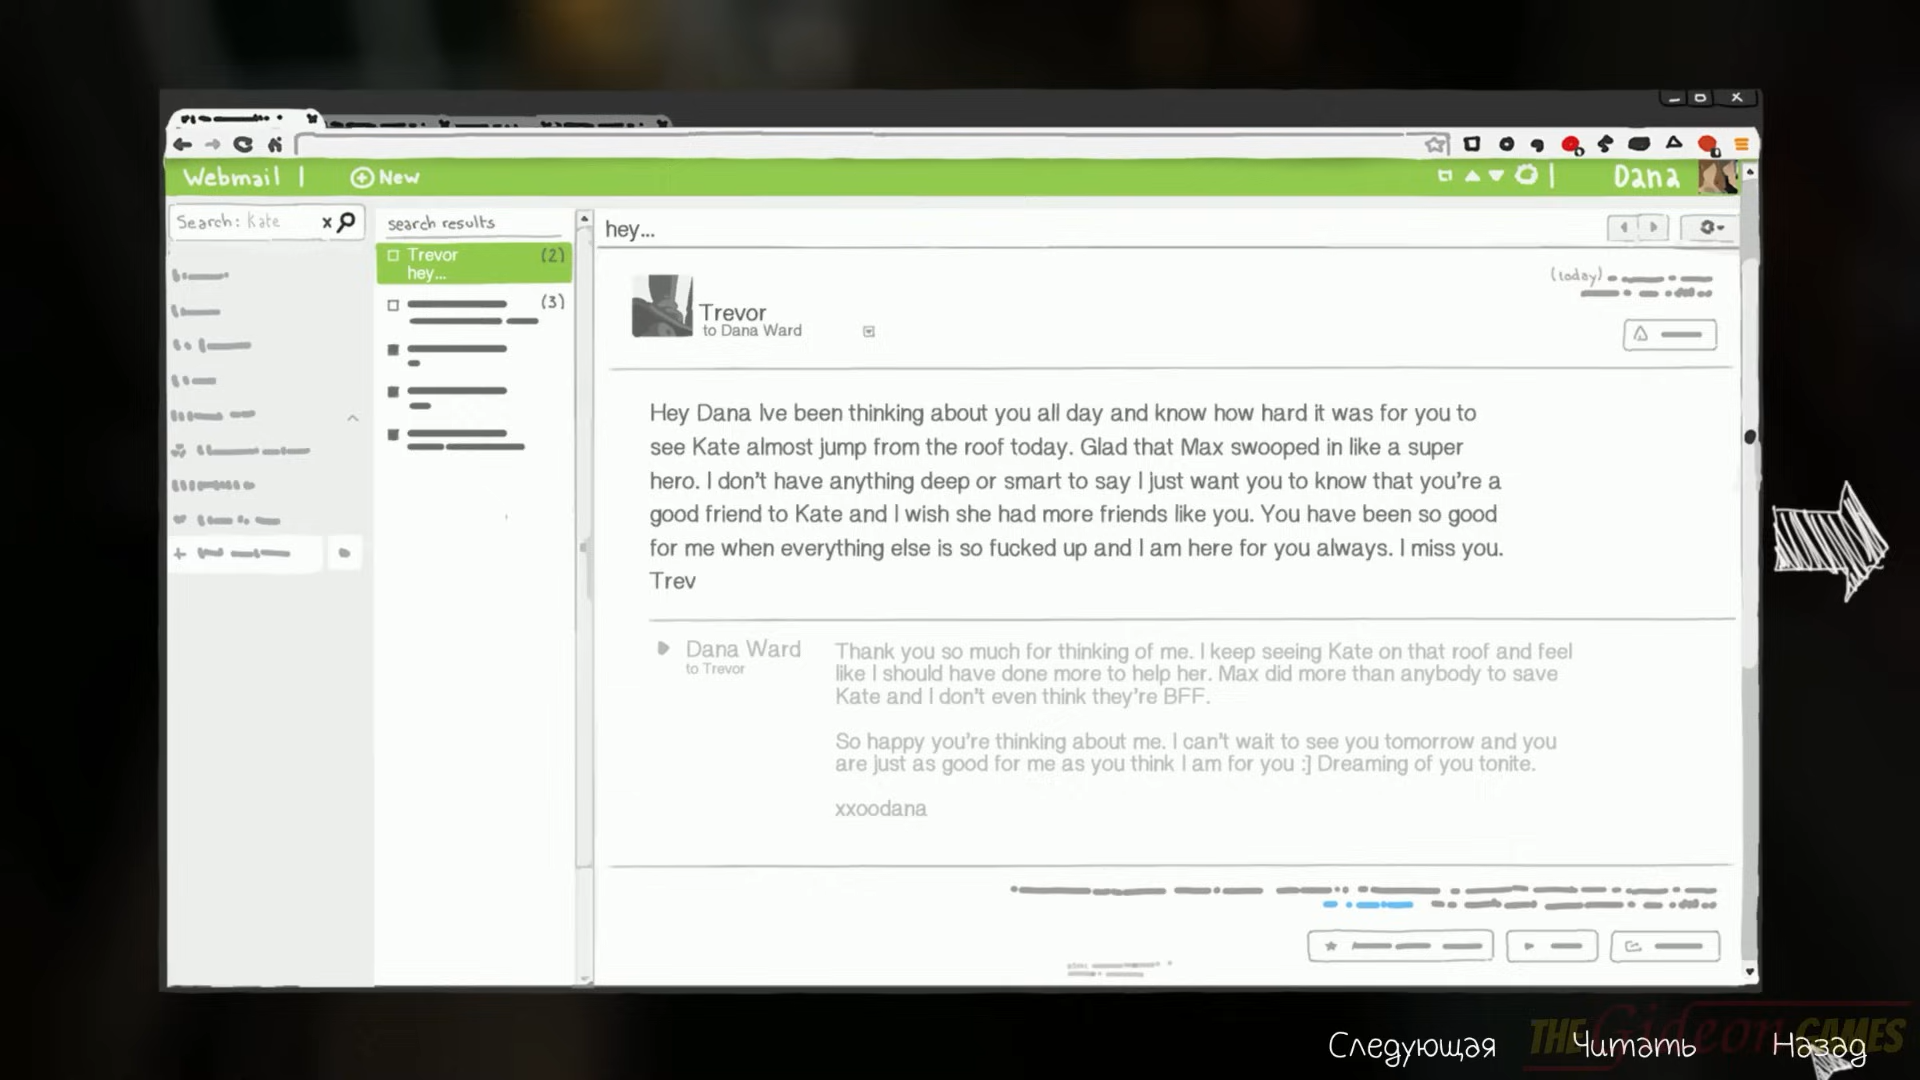 Webmail | New
Dana
Search: Kate x
search results
Trevor (2)
hey...
(3)
hey...
(today)
Trevor
to Dana Ward
Hey Dana Ive been thinking about you all day and know how hard it was for you to
see Kate almost jump from the roof today. Glad that Max swooped in like a super
hero. I don't have anything deep or smart to say I just want you to know that you're a
good friend to Kate and I wish she had more friends like you. You have been so good
for me when everything else is so fucked up and I am here for you always. I miss you.
Trev
Dana Ward
to Trevor
Thank you so much for thinking of me. I keep seeing Kate on that roof and feel
like I should have done more to help her. Max did more than anybody to save
Kate and I don't even think they're BFF.
So happy you're thinking about me. I can't wait to see you tomorrow and you
are just as good for me as you think I am for you :] Dreaming of you tonite.
xxoodana
Следующая Читать Назад
THE Gideon GAMES